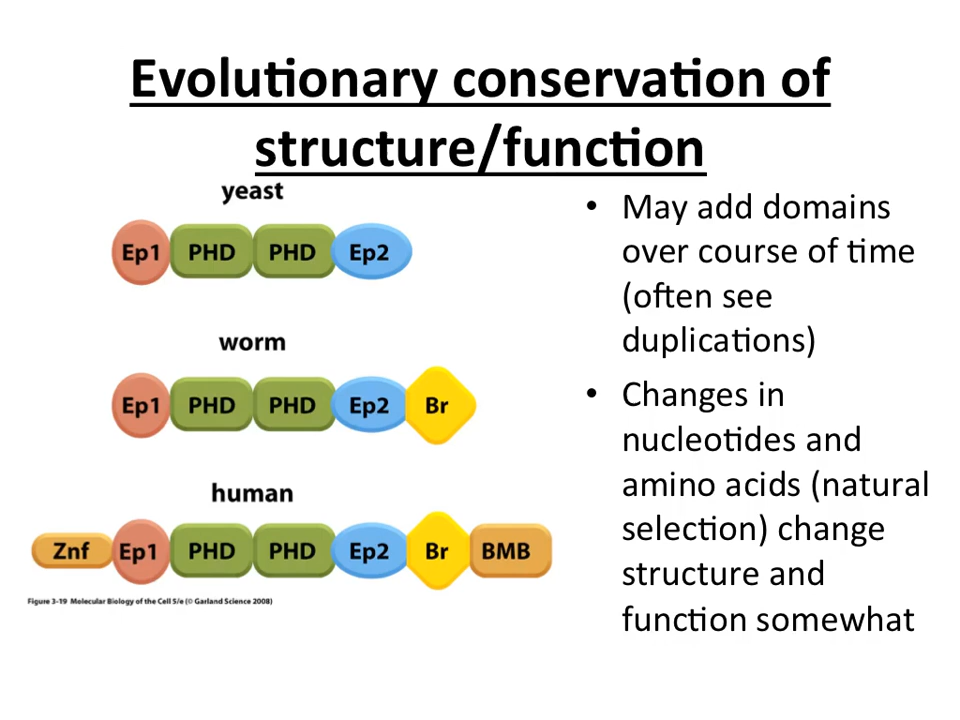 Evolutionary conservation of
structure/function
yeast
Ep1 PHD PHD Ep2
worm
Ep1 PHD PHD Ep2 Br
human
Znf Ep1 PHD PHD Ep2 Br BMB
Figure 3-19 Molecular Biology of the Cell 5/e (© Garland Science 2008)
• May add domains
over course of time
(often see
duplications)
• Changes in
nucleotides and
amino acids (natural
selection) change
structure and
function somewhat